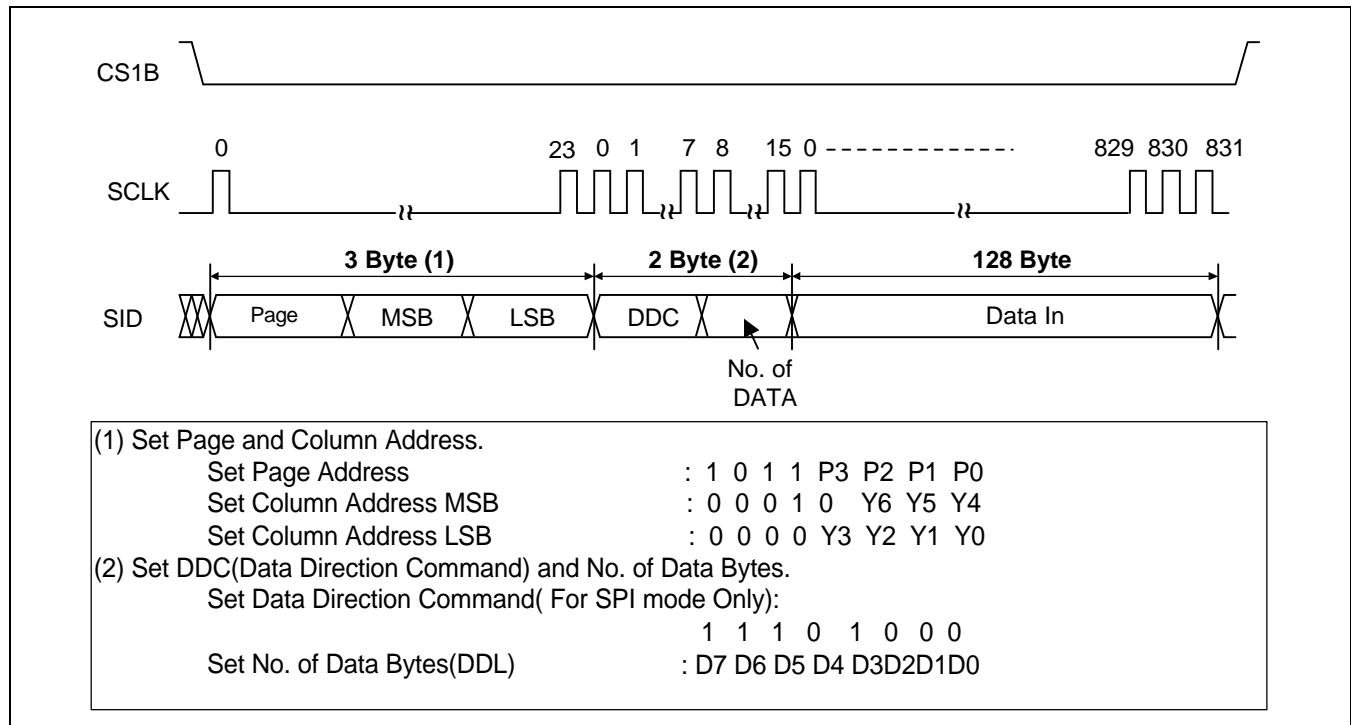 CS1B
0 23 0 1 7 8 15 0 829 830 831
SCLK
3 Byte (1) 2 Byte (2) 128 Byte
SID Page MSB LSB DDC Data In
No. of
DATA
(1) Set Page and Column Address.
Set Page Address : 1 0 1 1 P3 P2 P1 P0
Set Column Address MSB : 0 0 0 1 0 Y6 Y5 Y4
Set Column Address LSB : 0 0 0 0 Y3 Y2 Y1 Y0
(2) Set DDC(Data Direction Command) and No. of Data Bytes.
Set Data Direction Command( For SPI mode Only):
1 1 1 0 1 0 0 0
Set No. of Data Bytes(DDL) : D7 D6 D5 D4 D3D2D1D0